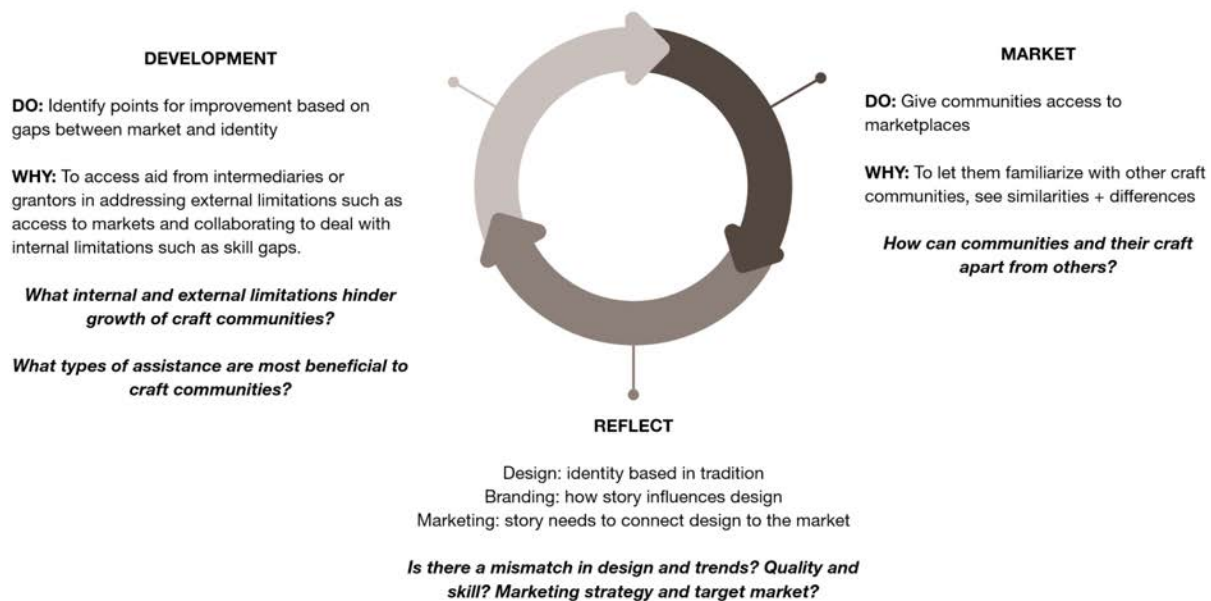 DEVELOPMENT
DO: Identify points for improvement based on
gaps between market and identity
WHY: To access aid from intermediaries or
grantors in addressing external limitations such as
access to markets and collaborating to deal with
internal limitations such as skill gaps.
What internal and external limitations hinder
growth of craft communities?
What types of assistance are most beneficial to
craft communities?
MARKET
DO: Give communities access to
marketplaces
WHY: To let them familiarize with other craft
communities, see similarities + differences
How can communities and their craft
apart from others?
REFLECT
Design: identity based in tradition
Branding: how story influences design
Marketing: story needs to connect design to the market
Is there a mismatch in design and trends? Quality and
skill? Marketing strategy and target market?